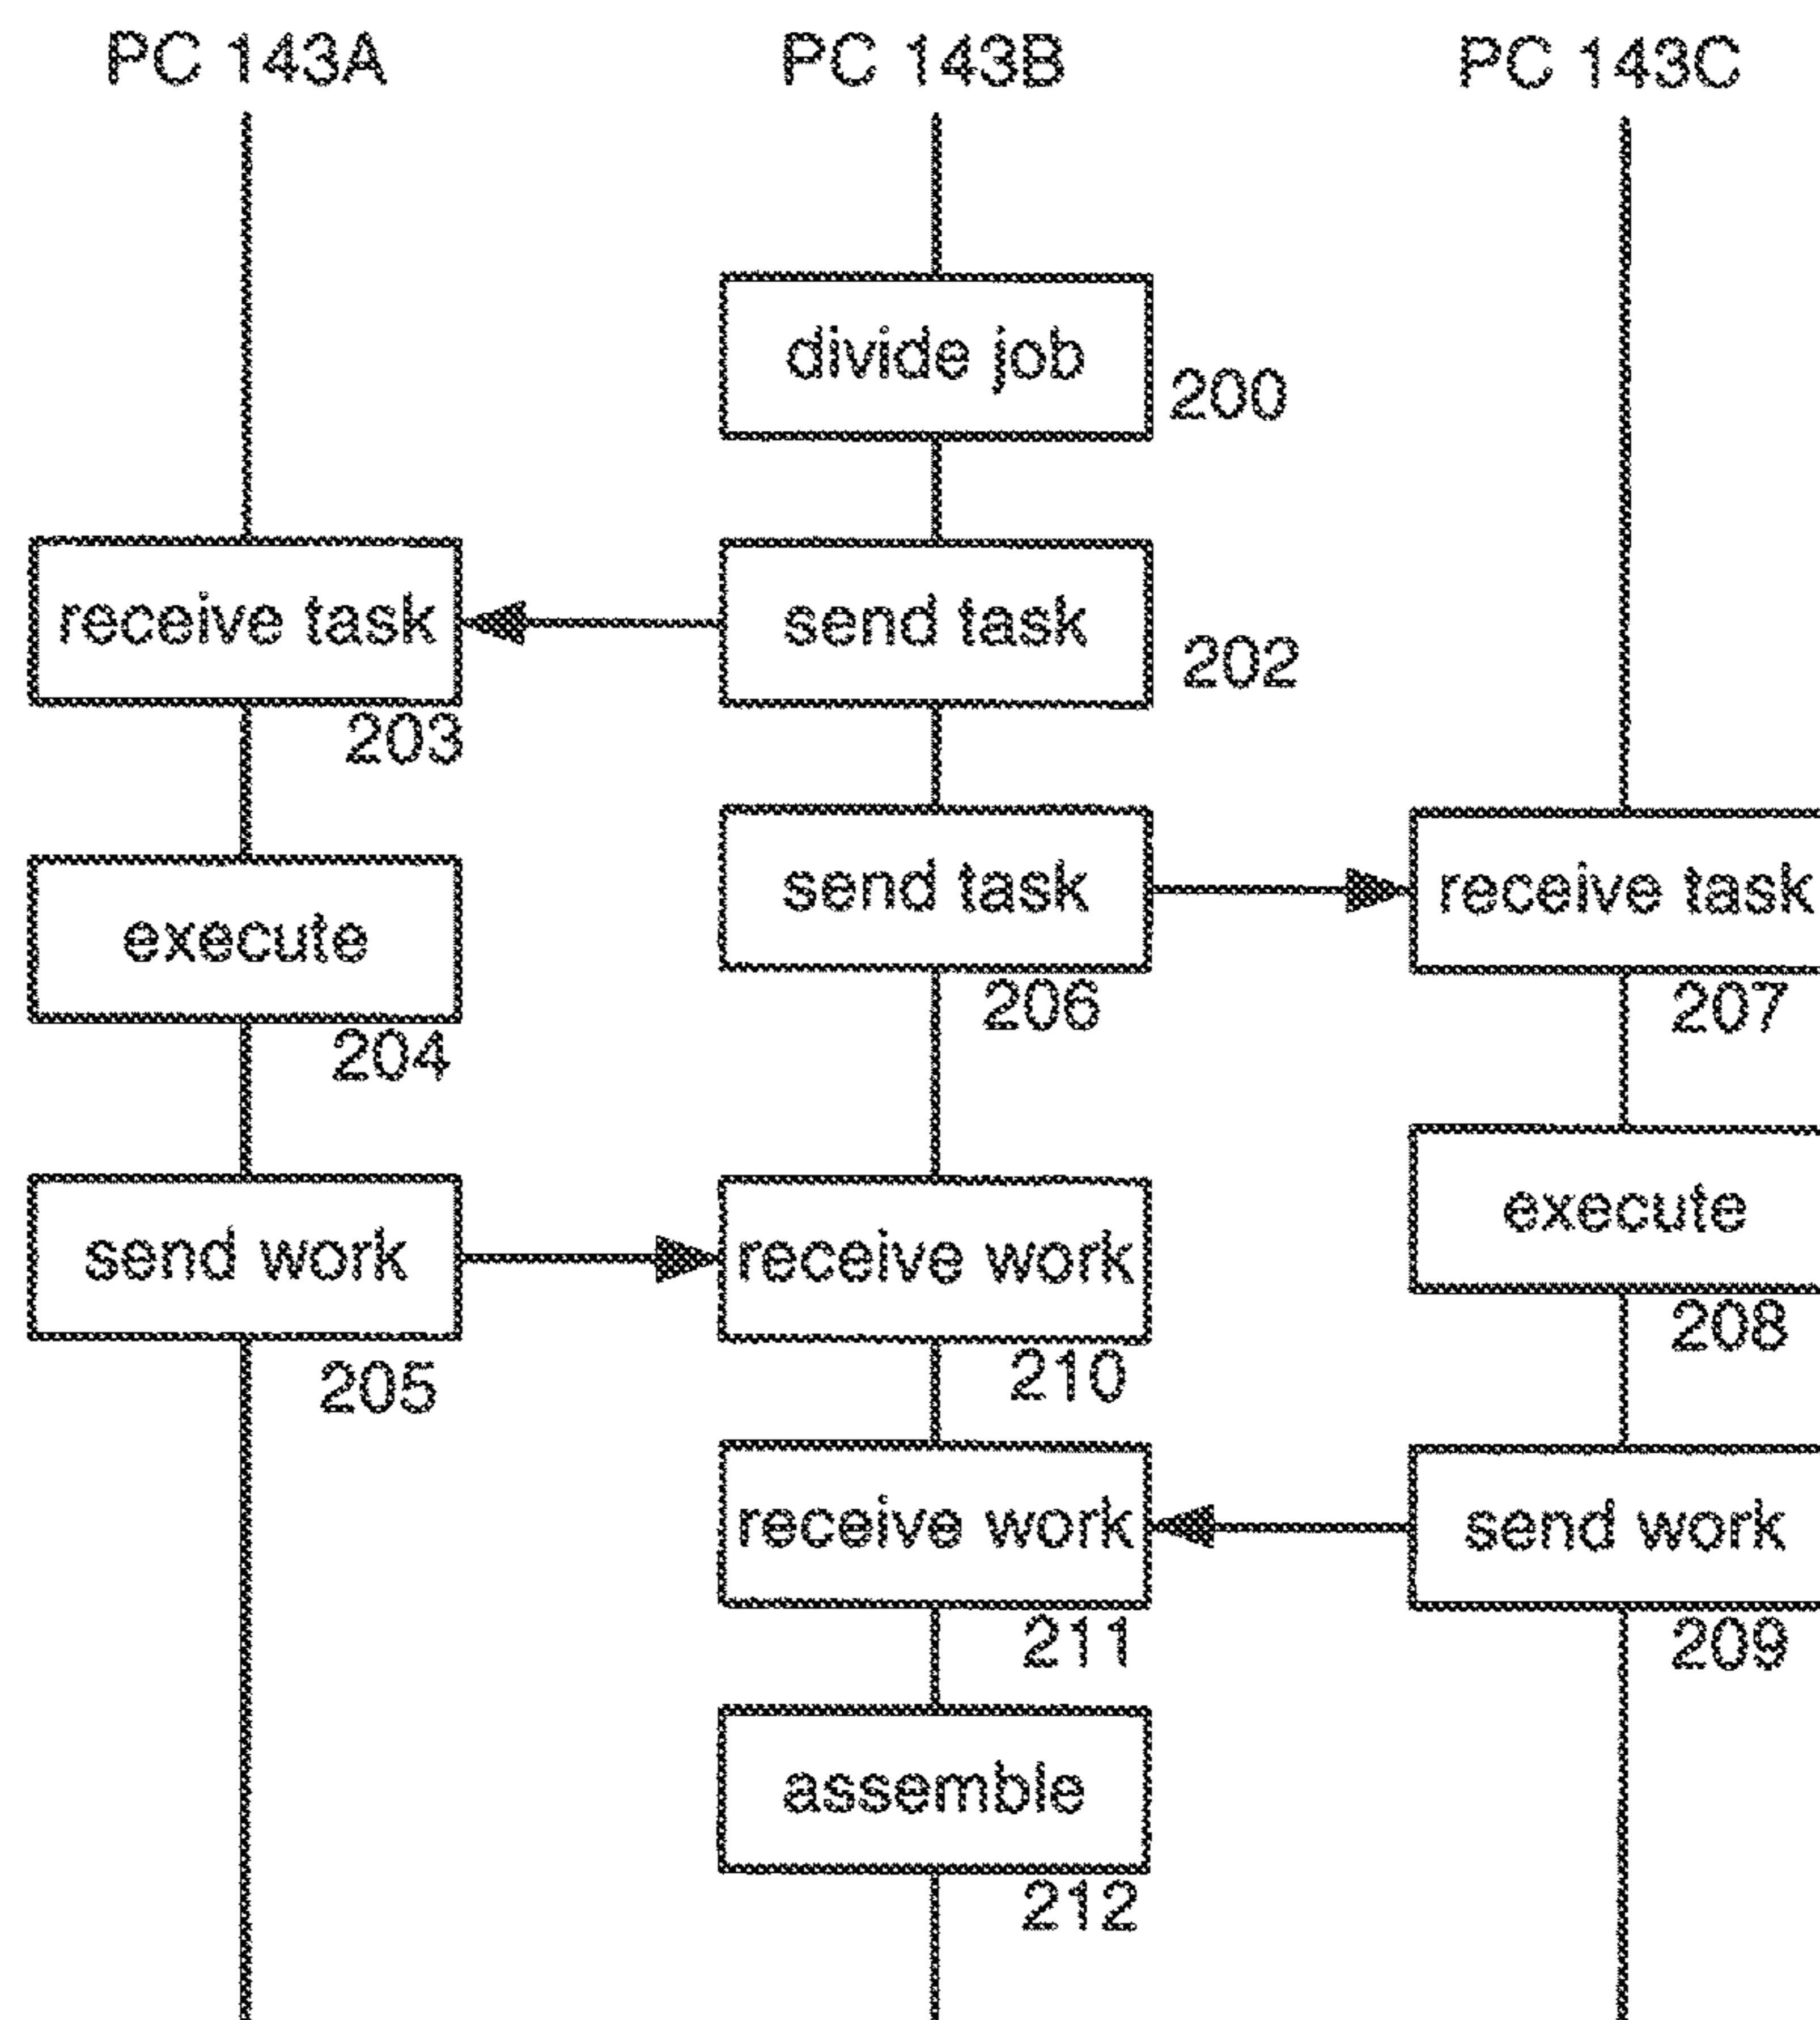 PC 143A
PC 143B
PC 143C
divide job
200
receive task
send task
202
203
send task
receive task
execute
206
207
204
execute
send work
receive work
208
210
205
receive work
send work
211
209
assemble
212